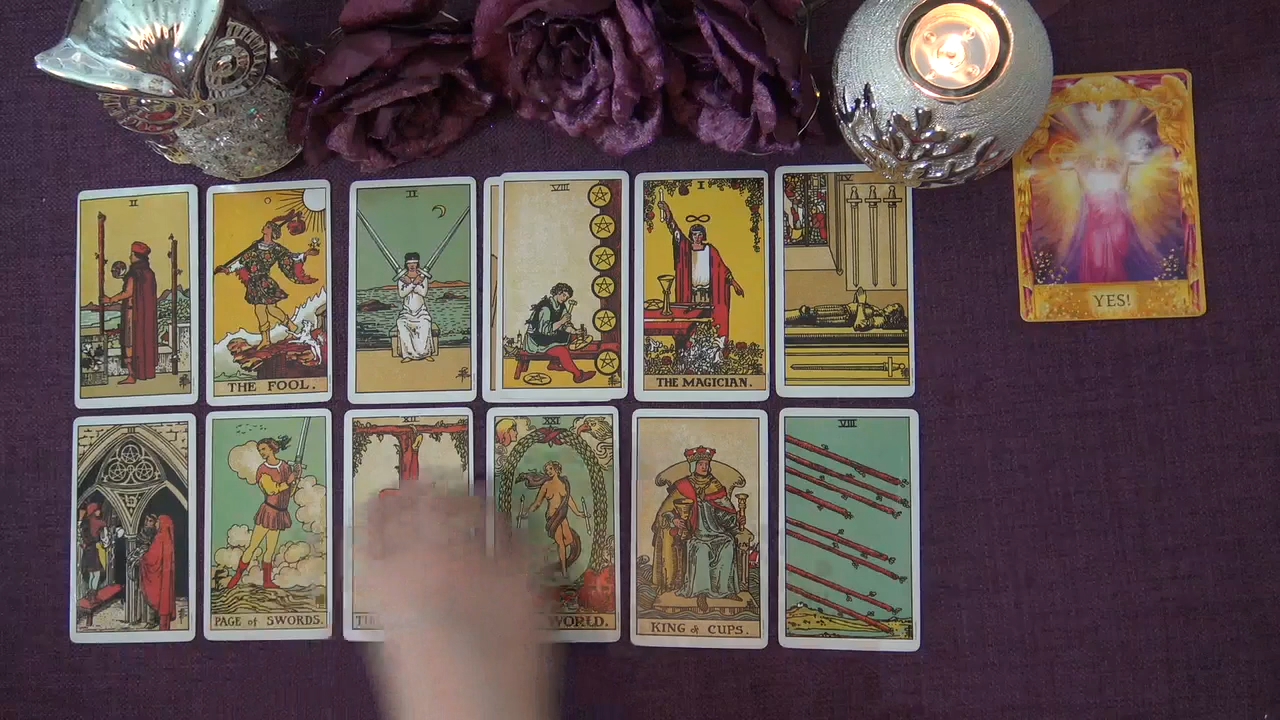 II
THE FOOL.
II
VIII
I
THE MAGICIAN.
IV
YES!
PAGE of SWORDS.
XII
XXI
WORLD.
KING of CUPS.
VIII